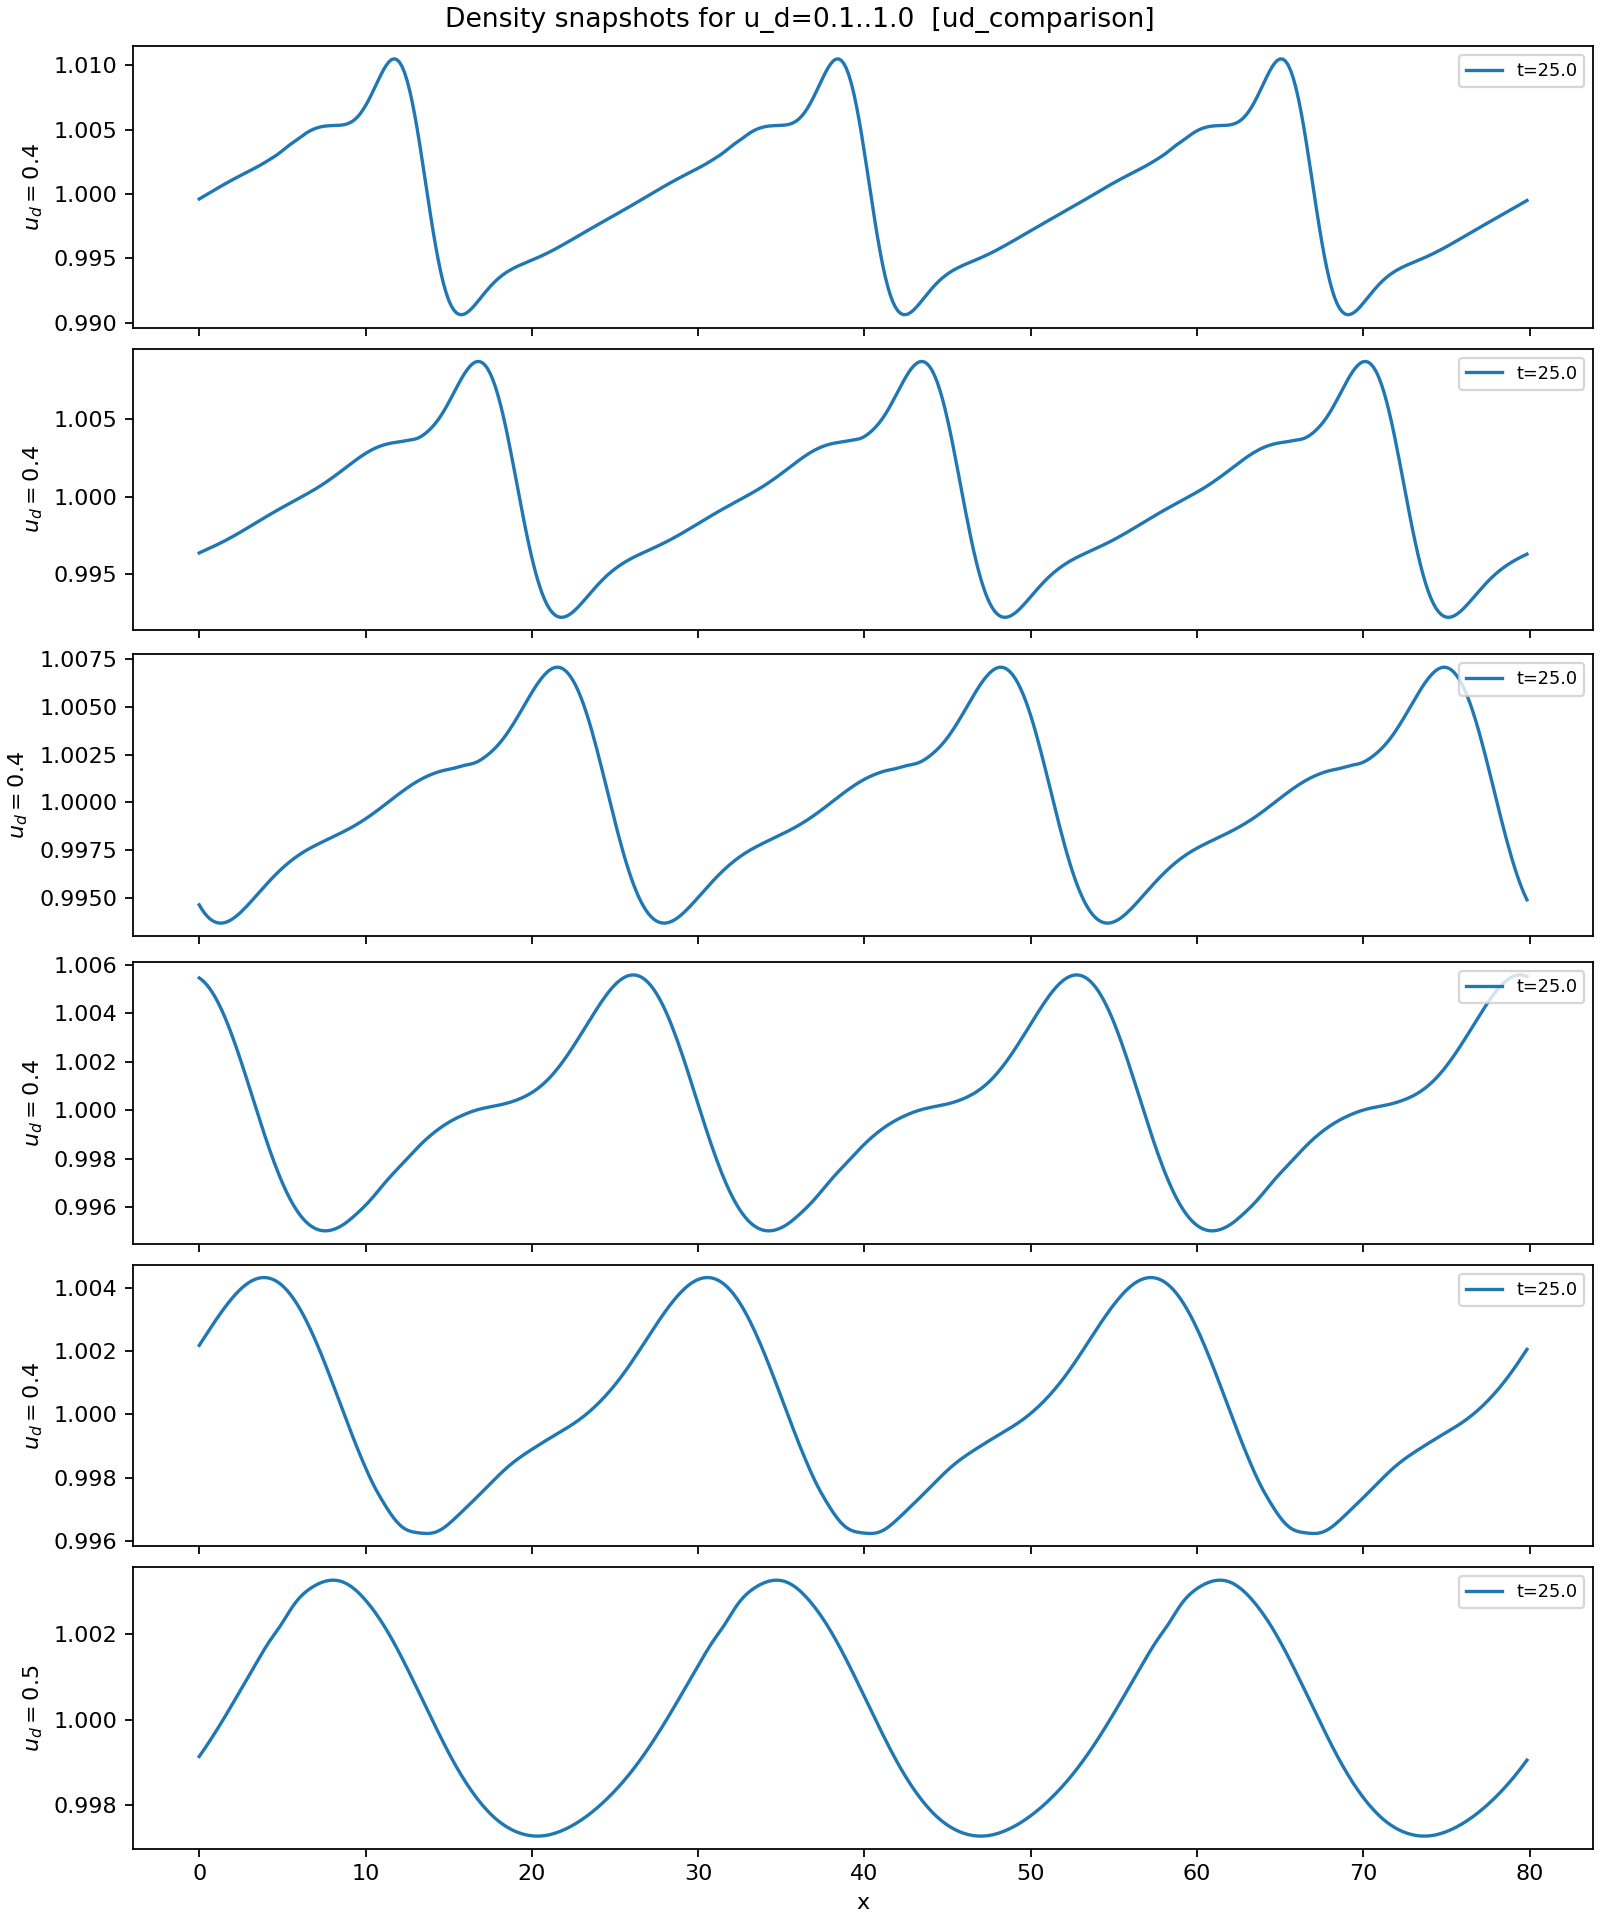 Density snapshots for u_d=0.1..1.0  [ud_comparison]
1.010
1.005
1.000
0.995
0.990
u_d = 0.4
t=25.0
1.005
1.000
0.995
u_d = 0.4
t=25.0
1.0075
1.0050
1.0025
1.0000
0.9975
0.9950
u_d = 0.4
t=25.0
1.006
1.004
1.002
1.000
0.998
0.996
u_d = 0.4
t=25.0
1.004
1.002
1.000
0.998
0.996
u_d = 0.4
t=25.0
1.002
1.000
0.998
u_d = 0.5
t=25.0
0 10 20 30 40 50 60 70 80
x